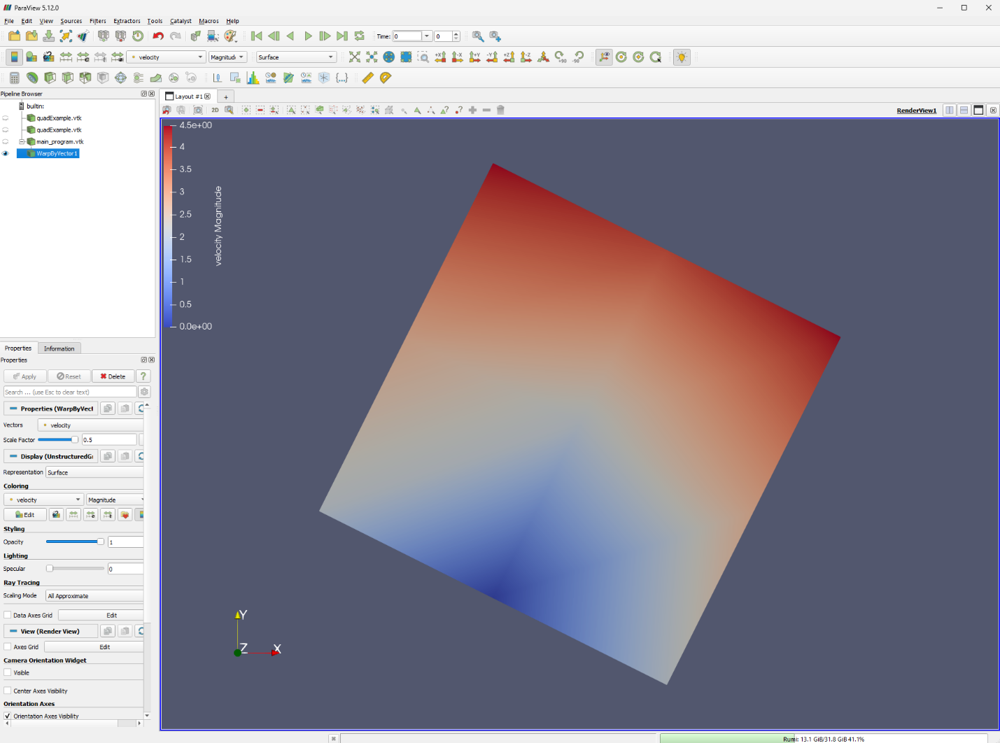 ParaView 5.12.0
File Edit View Sources Filters Extractors Tools Catalyst Macros Help
Time: 0 0
velocity Magnitude Surface
+X -X +Y -Y +Z -Z +90 -90
Pipeline Browser
builtin:
quadExample.vtk
quadExample.vtk
main_program.vtk
WarpByVector1
Layout #1 +
2D
RenderView1
4.5e+00
4
3.5
3
2.5
2
1.5
1
0.5
0.0e+00
velocity Magnitude
Y
Z
X
Properties Information
Properties
Apply Reset Delete ?
Search ... (use Esc to clear text)
Properties (WarpByVect
Vectors velocity
Scale Factor 0.5
Display (UnstructuredG
Representation Surface
Coloring
velocity Magnitude
Edit
Styling
Opacity 1
Lighting
Specular 0
Ray Tracing
Scaling Mode All Approximate
Data Axes Grid Edit
View (Render View)
Axes Grid Edit
Camera Orientation Widget
Visible
Center Axes Visibility
Orientation Axes
Orientation Axes Visibility
Rumi: 13.1 GiB/31.8 GiB 41.1%